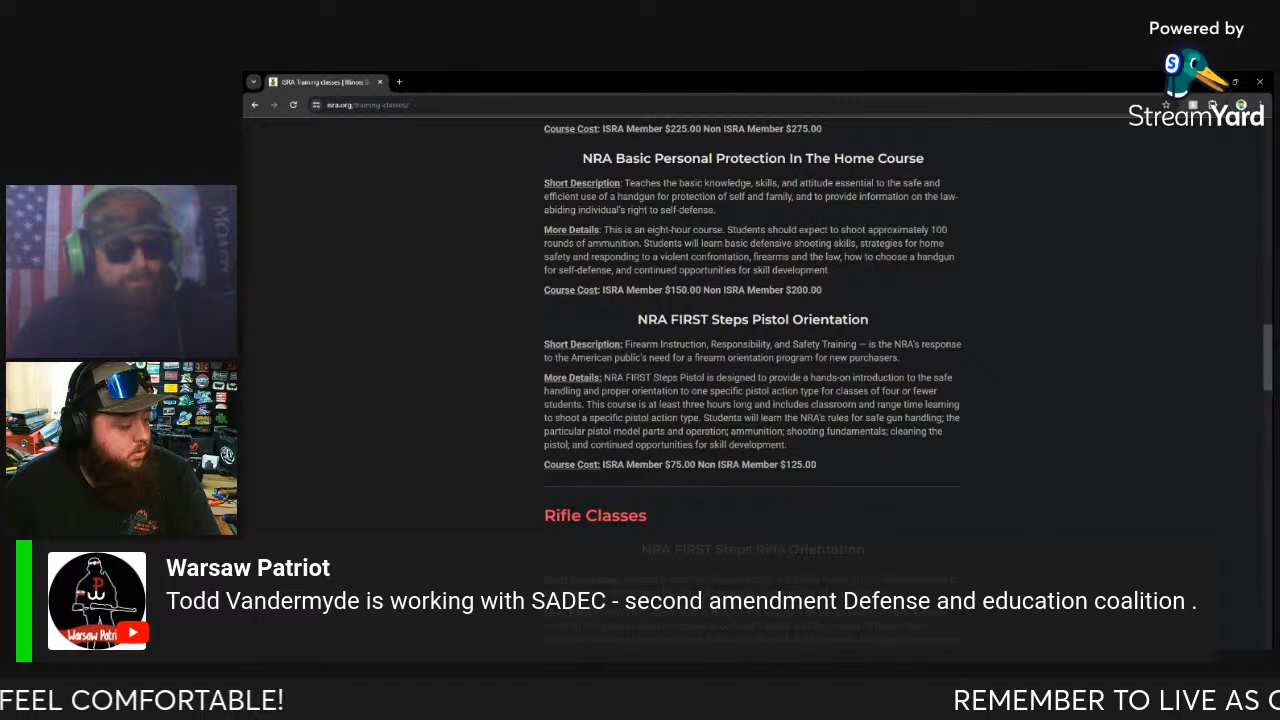 Powered by
StreamYard
ISRA Training classes | Illinois S
isra.org/training-classes/
Course Cost: ISRA Member $225.00 Non ISRA Member $275.00
NRA Basic Personal Protection In The Home Course
Short Description: Teaches the basic knowledge, skills, and attitude essential to the safe and
efficient use of a handgun for protection of self and family, and to provide information on the law-
abiding individual's right to self-defense.
More Details: This is an eight-hour course. Students should expect to shoot approximately 100
rounds of ammunition. Students will learn basic defensive shooting skills, strategies for home
safety and responding to a violent confrontation, firearms and the law, how to choose a handgun
for self-defense, and continued opportunities for skill development.
Course Cost: ISRA Member $150.00 Non ISRA Member $200.00
NRA FIRST Steps Pistol Orientation
Short Description: Firearm Instruction, Responsibility, and Safety Training — is the NRA's response
to the American public's need for a firearm orientation program for new purchasers.
More Details: NRA FIRST Steps Pistol is designed to provide a hands-on introduction to the safe
handling and proper orientation to one specific pistol action type for classes of four or fewer
students. This course is at least three hours long and includes classroom and range time learning
to shoot a specific pistol action type. Students will learn the NRA's rules for safe gun handling; the
particular pistol model parts and operation; ammunition; shooting fundamentals; cleaning the
pistol; and continued opportunities for skill development.
Course Cost: ISRA Member $75.00 Non ISRA Member $125.00
Rifle Classes
NRA FIRST Steps Rifle Orientation
Warsaw Patriot
Todd Vandermyde is working with SADEC - second amendment Defense and education coalition .
FEEL COMFORTABLE!
REMEMBER TO LIVE AS